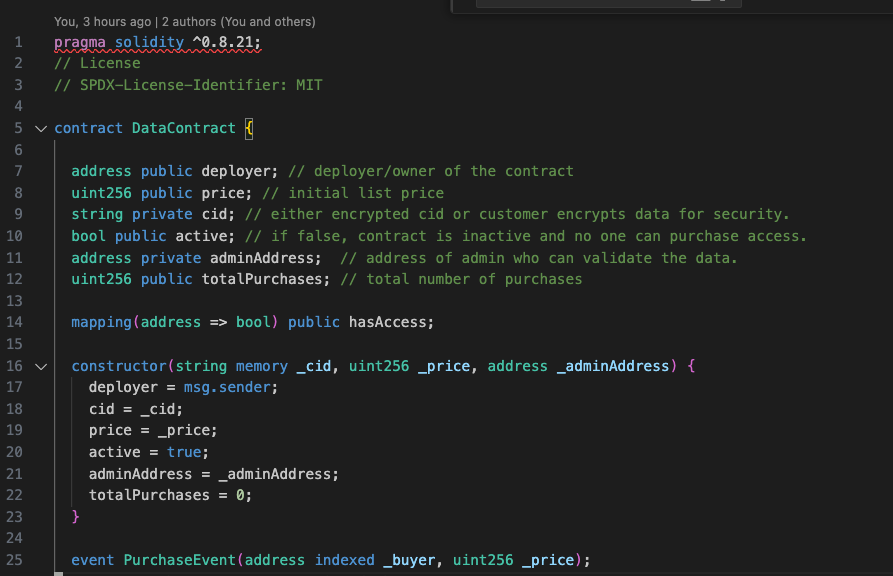 You, 3 hours ago | 2 authors (You and others)
1 pragma solidity ^0.8.21;
2 // License
3 // SPDX-License-Identifier: MIT
4
5 contract DataContract {
6
7 address public deployer; // deployer/owner of the contract
8 uint256 public price; // initial list price
9 string private cid; // either encrypted cid or customer encrypts data for security.
10 bool public active; // if false, contract is inactive and no one can purchase access.
11 address private adminAddress;  // address of admin who can validate the data.
12 uint256 public totalPurchases; // total number of purchases
13
14 mapping(address => bool) public hasAccess;
15
16 constructor(string memory _cid, uint256 _price, address _adminAddress) {
17 deployer = msg.sender;
18 cid = _cid;
19 price = _price;
20 active = true;
21 adminAddress = _adminAddress;
22 totalPurchases = 0;
23 }
24
25 event PurchaseEvent(address indexed _buyer, uint256 _price);